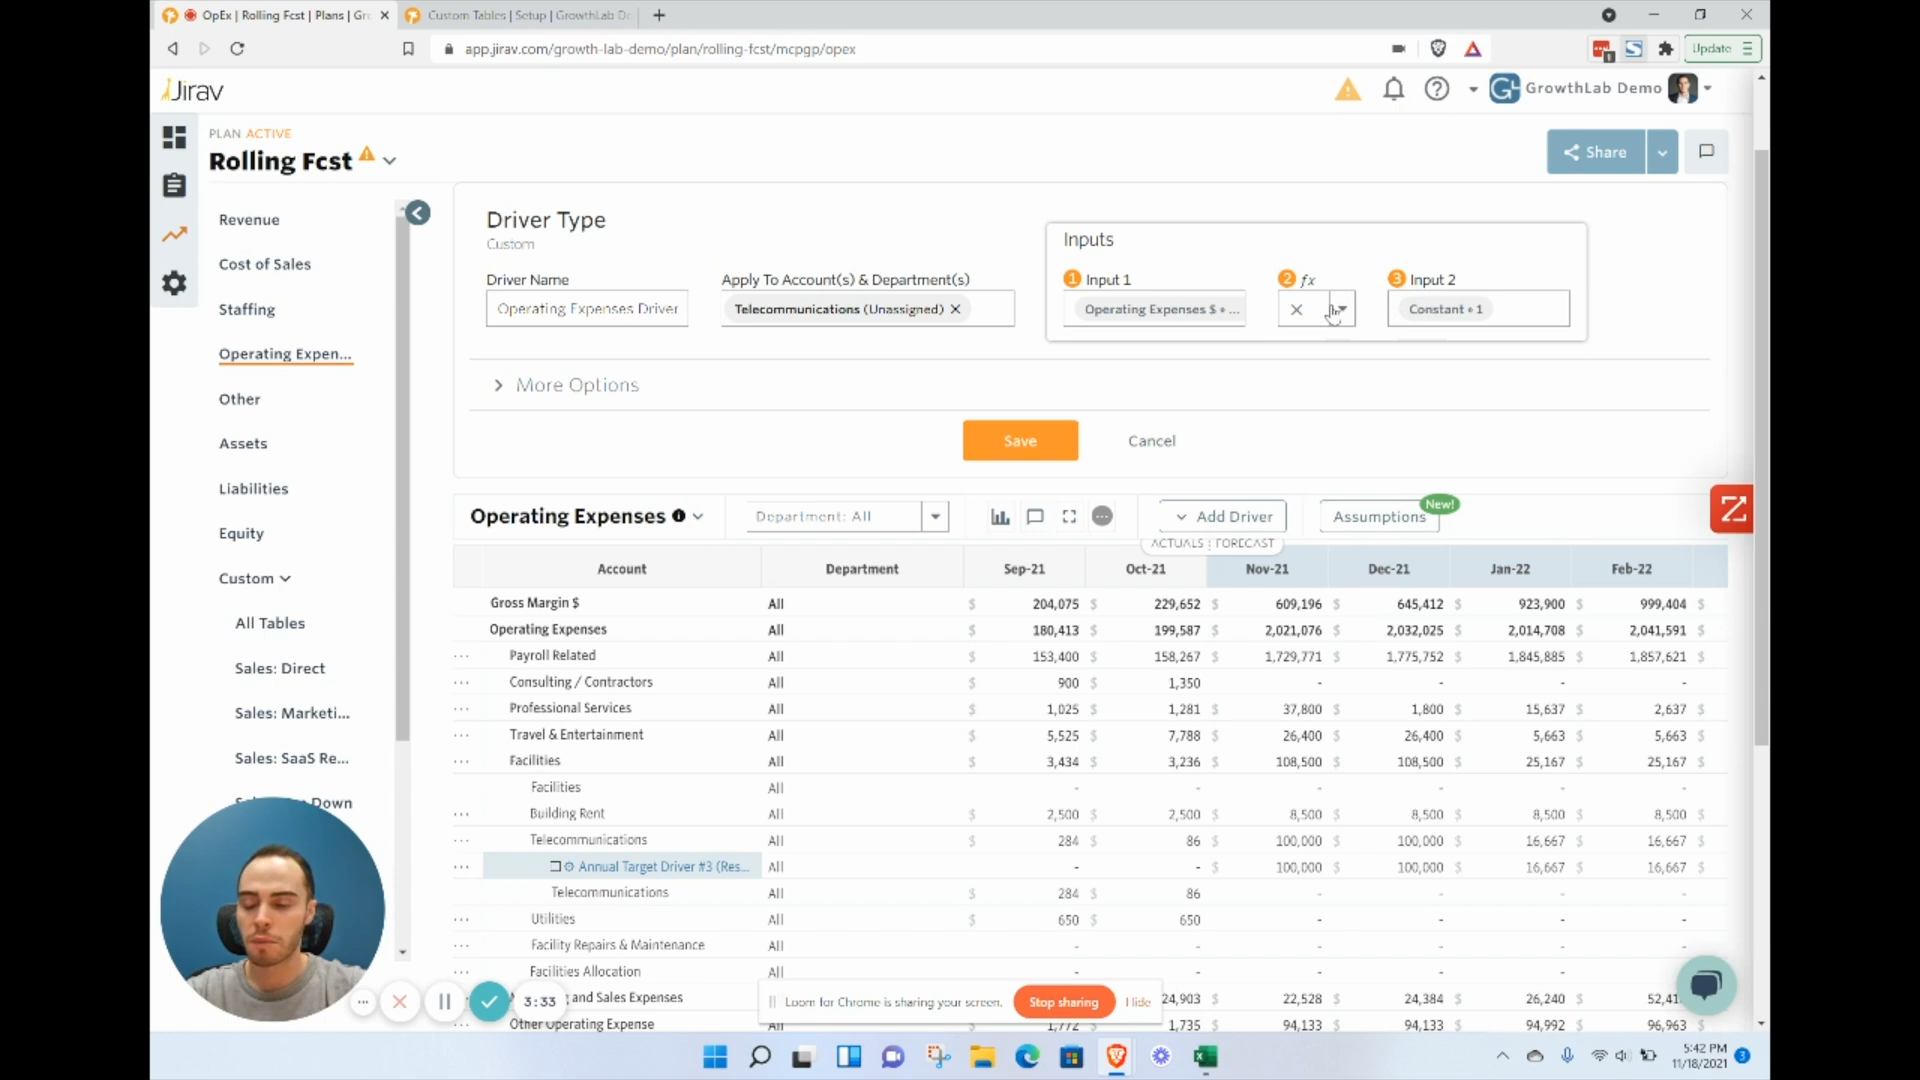 OpEx | Rolling Fcst | Plans | Gr
Custom Tables | Setup | GrowthLab De
app.jirav.com/growth-lab-demo/plan/rolling-fcst/mcpgp/opex
Update
Jirav
GrowthLab Demo
PLAN ACTIVE
Rolling Fcst
Share
Revenue
Cost of Sales
Staffing
Operating Expen...
Other
Assets
Liabilities
Equity
Custom
All Tables
Sales: Direct
Sales: Marketi...
Sales: SaaS Re...
Down
Driver Type
Custom
Driver Name
Operating Expenses Driver
Apply To Account(s) & Department(s)
Telecommunications (Unassigned)
Inputs
1 Input 1
Operating Expenses $ • ...
2 fx
3 Input 2
Constant • 1
More Options
Save
Cancel
Operating Expenses
Department: All
Add Driver
Assumptions
New!
ACTUALS | FORECAST
Account Department Sep-21 Oct-21 Nov-21 Dec-21 Jan-22 Feb-22
Gross Margin $ All $ 204,075 $ 229,652 $ 609,196 $ 645,412 $ 923,900 $ 999,404 $
Operating Expenses All $ 180,413 $ 199,587 $ 2,021,076 $ 2,032,025 $ 2,014,708 $ 2,041,591 $
... Payroll Related All $ 153,400 $ 158,267 $ 1,729,771 $ 1,775,752 $ 1,845,885 $ 1,857,621 $
... Consulting / Contractors All $ 900 $ 1,350 - - - -
... Professional Services All $ 1,025 $ 1,281 $ 37,800 $ 1,800 $ 15,637 $ 2,637 $
... Travel & Entertainment All $ 5,525 $ 7,788 $ 26,400 $ 26,400 $ 5,663 $ 5,663 $
... Facilities All $ 3,434 $ 3,236 $ 108,500 $ 108,500 $ 25,167 $ 25,167 $
Facilities All - - - - - -
... Building Rent All $ 2,500 $ 2,500 $ 8,500 $ 8,500 $ 8,500 $ 8,500 $
... Telecommunications All $ 284 $ 86 $ 100,000 $ 100,000 $ 16,667 $ 16,667 $
... Annual Target Driver #3 (Res... All - - $ 100,000 $ 100,000 $ 16,667 $ 16,667 $
Telecommunications All $ 284 $ 86 - - - -
... Utilities All $ 650 $ 650 - - - -
... Facility Repairs & Maintenance All - - - - - -
... Facilities Allocation All
and Sales Expenses 24,903 $ 22,528 $ 24,384 $ 26,240 $
Other Operating Expense All $ 1,772 $ 1,735 $ 94,133 $ 94,133 $ 94,992 $ 96,963 $
3:33
Loom for Chrome is sharing your screen.
Stop sharing
Hide
5:42 PM
11/18/2021
3